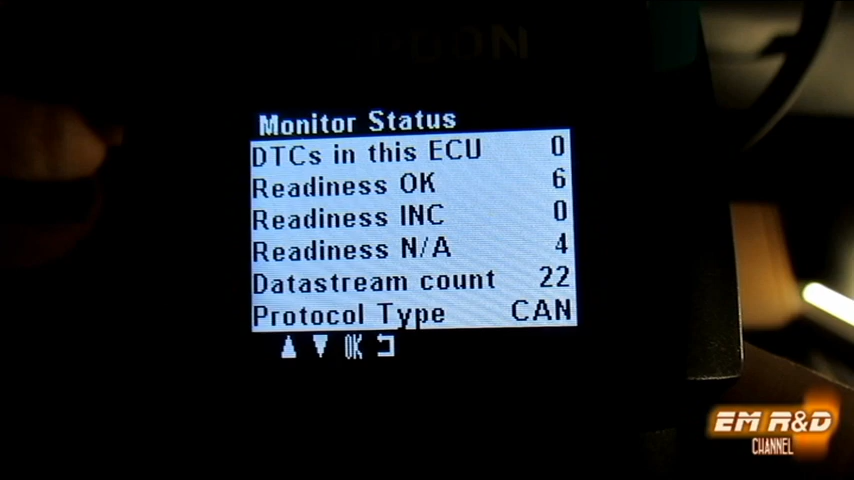 Monitor Status
DTCs in this ECU 0
Readiness OK 6
Readiness INC 0
Readiness N/A 4
Datastream count 22
Protocol Type CAN
OK
EM R&D
CHANNEL